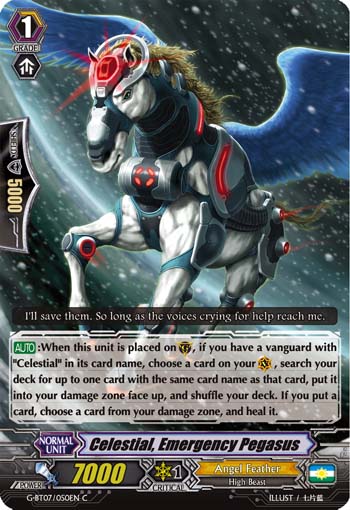 1
GRADE
SHIELD
5000
I'll save them. So long as the voices crying for help reach me.
AUTO :When this unit is placed on , if you have a vanguard with
"Celestial" in its card name, choose a card on your , search your
deck for up to one card with the same card name as that card, put it
into your damage zone face up, and shuffle your deck. If you put a
card, choose a card from your damage zone, and heal it.
NORMAL
UNIT
Celestial, Emergency Pegasus
POWER
7000
1
CRITICAL
Angel Feather
High Beast
G-BT07/050EN C
ILLUST / 七片藍